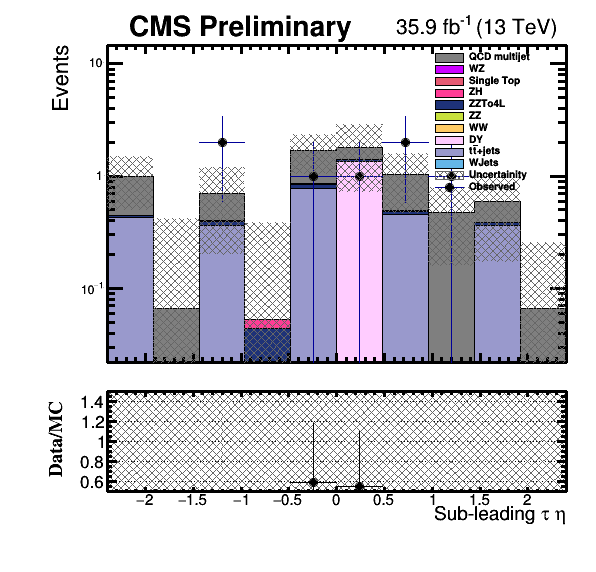 CMS Preliminary 35.9 fb⁻¹ (13 TeV)
Events
10
1
10⁻¹
QCD multijet
WZ
Single Top
ZH
ZZTo4L
ZZ
WW
DY
tt̄+jets
WJets
Uncertainity
Observed
Data/MC
1.4
1.2
1
0.8
0.6
−2 −1.5 −1 −0.5 0 0.5 1 1.5 2
Sub-leading τ η